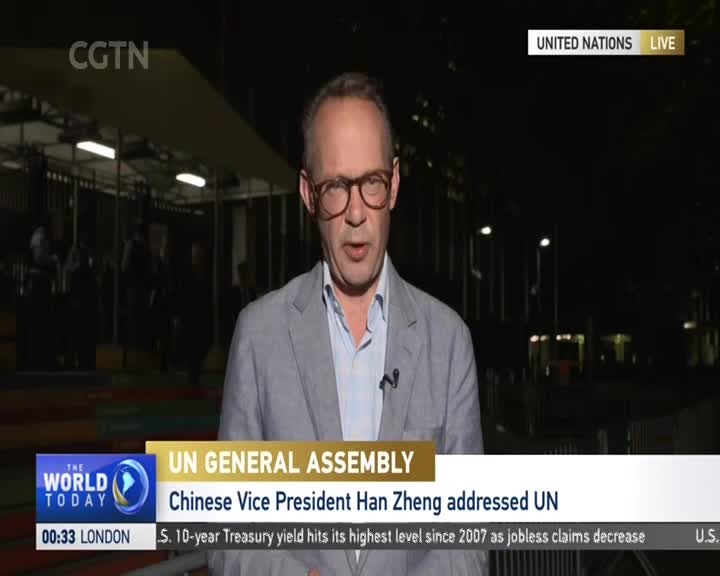 CGTN
UNITED NATIONS LIVE
UN GENERAL ASSEMBLY
THE
WORLD
TODAY
Chinese Vice President Han Zheng addressed UN
00:33 LONDON
.S. 10-year Treasury yield hits its highest level since 2007 as jobless claims decrease
U.S.